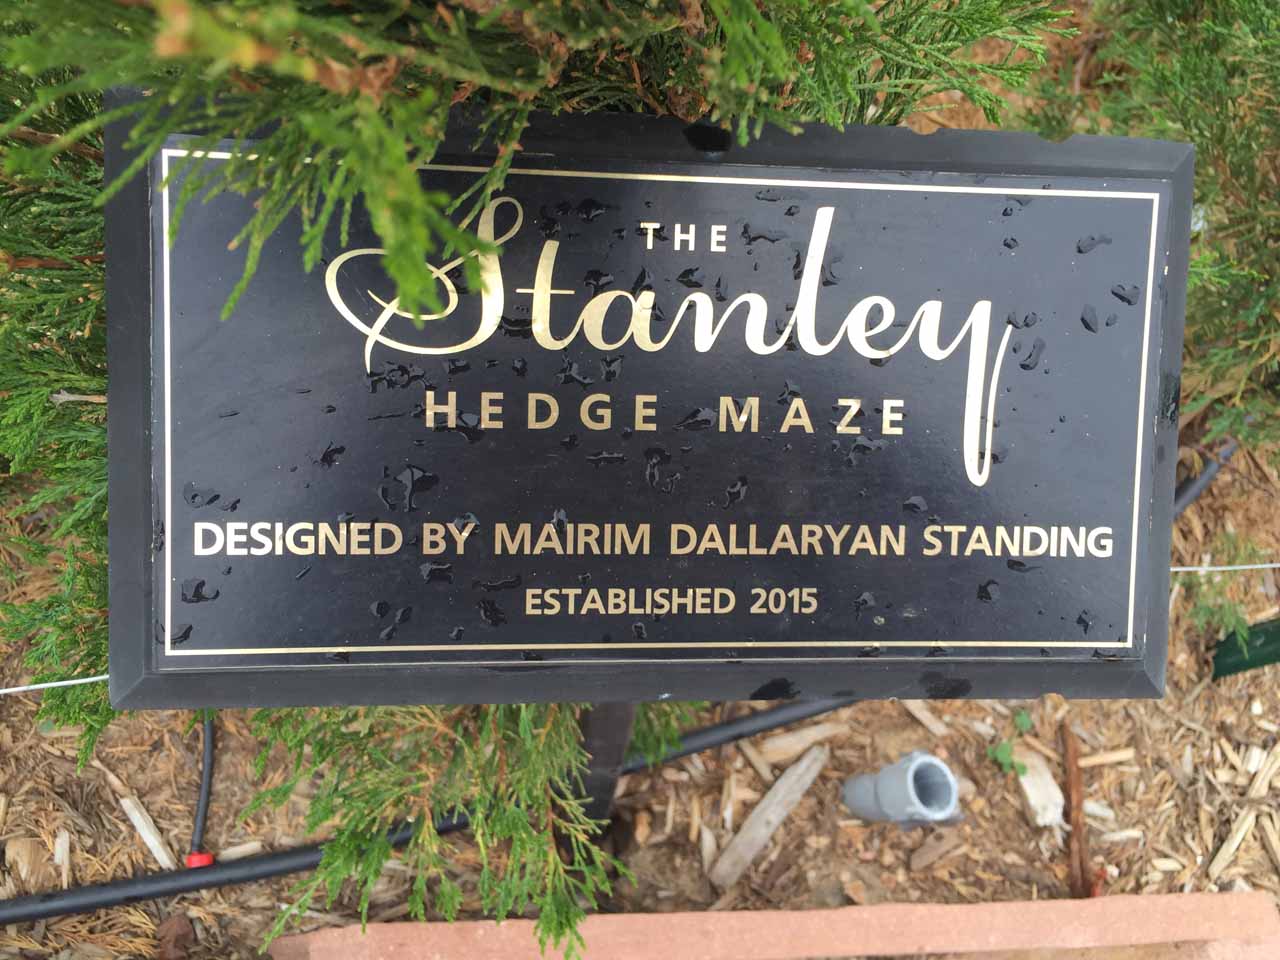 THE
Stanley
HEDGE MAZE
DESIGNED BY MAIRIM DALLARYAN STANDING
ESTABLISHED 2015